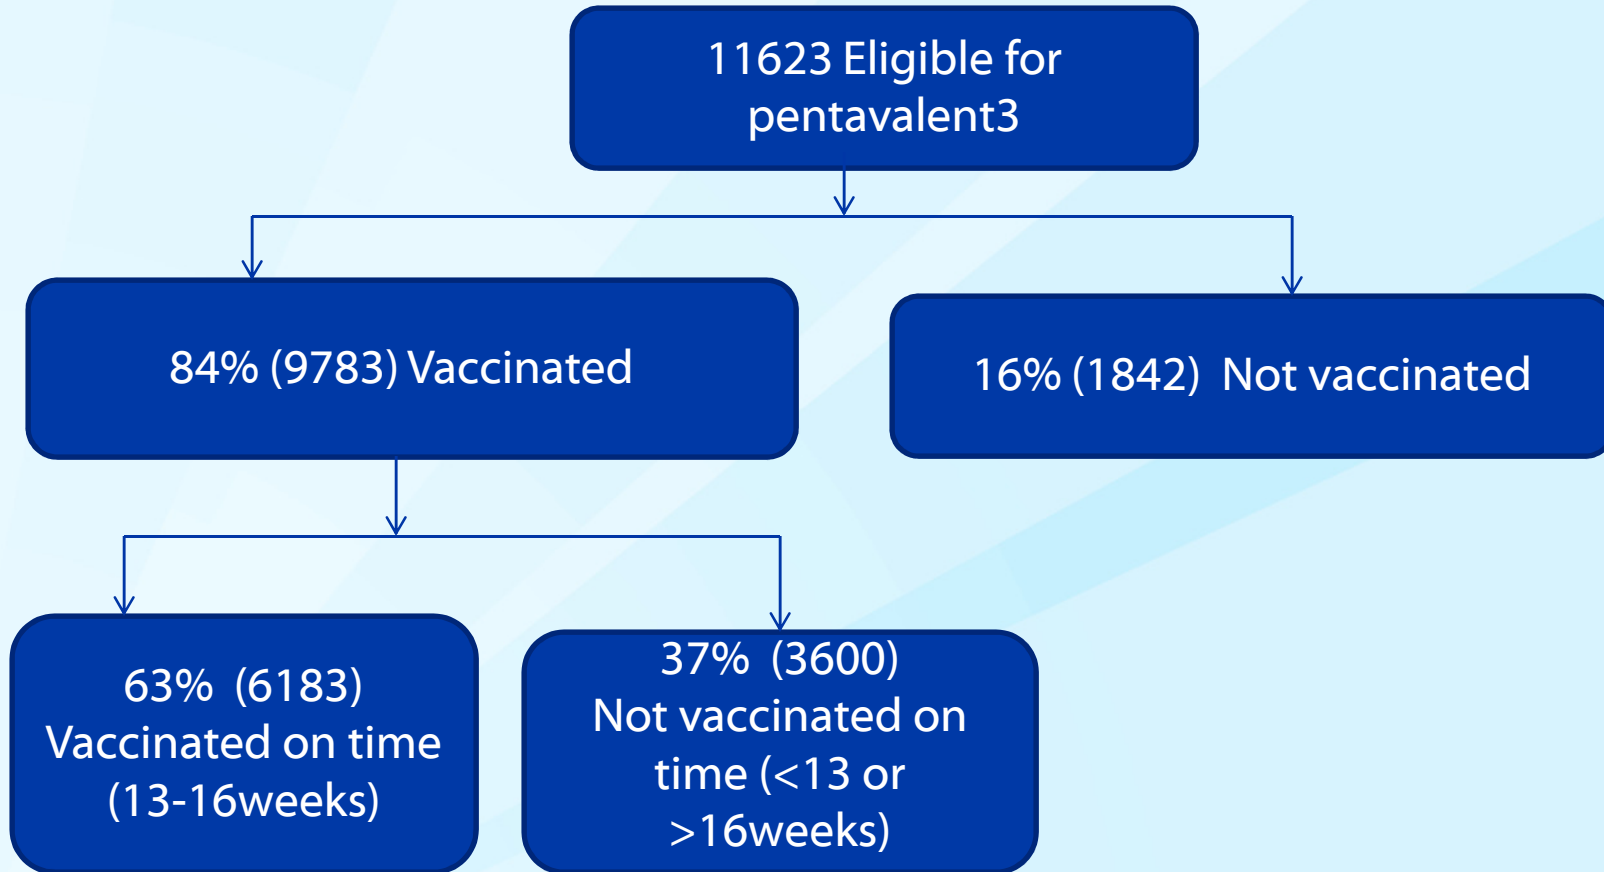 11623 Eligible for
pentavalent3
84% (9783) Vaccinated
16% (1842)  Not vaccinated
63%  (6183)
Vaccinated on time
(13-16weeks)
37%  (3600)
Not vaccinated on
time (<13 or
>16weeks)